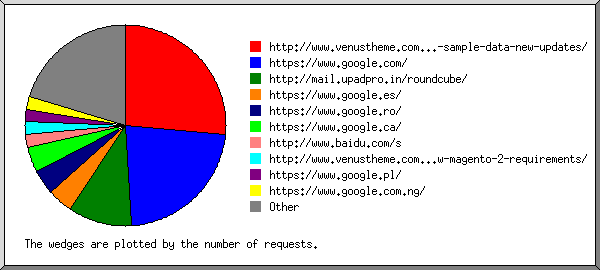 http://www.venustheme.com...-sample-data-new-updates/
https://www.google.com/
http://mail.upadpro.in/roundcube/
https://www.google.es/
https://www.google.ro/
https://www.google.ca/
http://www.baidu.com/s
http://www.venustheme.com...w-magento-2-requirements/
https://www.google.pl/
https://www.google.com.ng/
Other
The wedges are plotted by the number of requests.